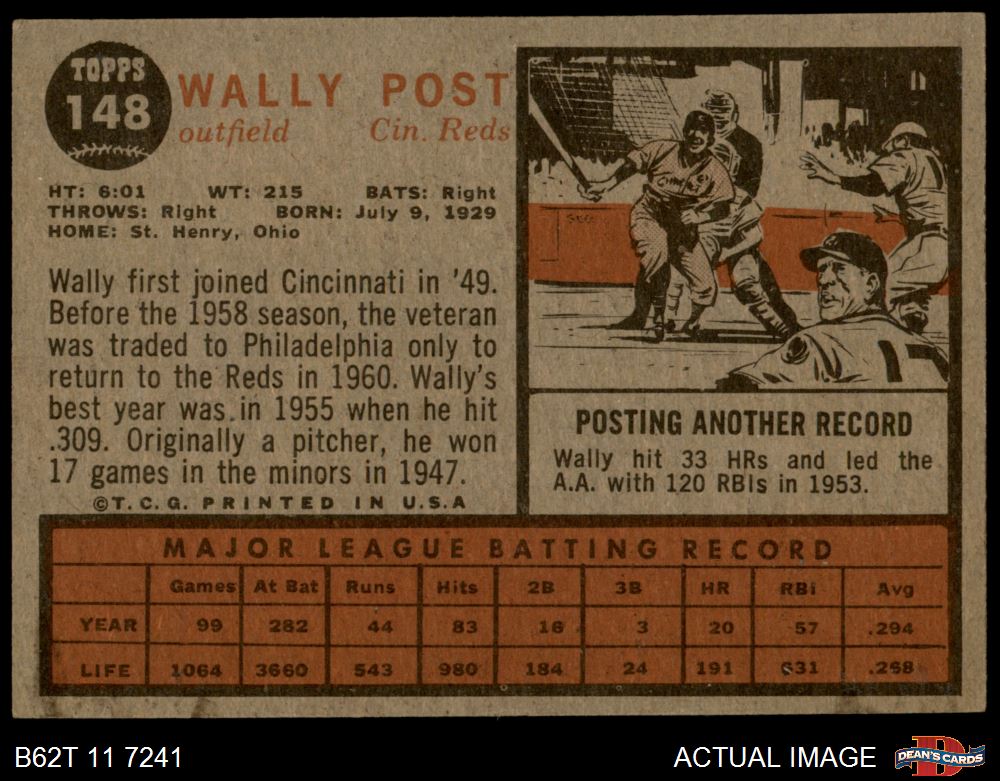 TOPPS
148
WALLY POST
outfield Cin. Reds
HT: 6:01 WT: 215 BATS: Right
THROWS: Right BORN: July 9, 1929
HOME: St. Henry, Ohio
Wally first joined Cincinnati in '49.
Before the 1958 season, the veteran
was traded to Philadelphia only to
return to the Reds in 1960. Wally's
best year was in 1955 when he hit
.309. Originally a pitcher, he won
17 games in the minors in 1947.
©T.C.G. PRINTED IN U.S.A
17
POSTING ANOTHER RECORD
Wally hit 33 HRs and led the
A.A. with 120 RBIs in 1953.
MAJOR LEAGUE BATTING RECORD
Games At Bat Runs Hits 2B 3B HR RBI Avg
YEAR 99 282 44 83 16 3 20 57 .294
LIFE 1064 3660 543 980 184 24 191 631 .268
B62T 11 7241
ACTUAL IMAGE
D
DEAN'S CARDS